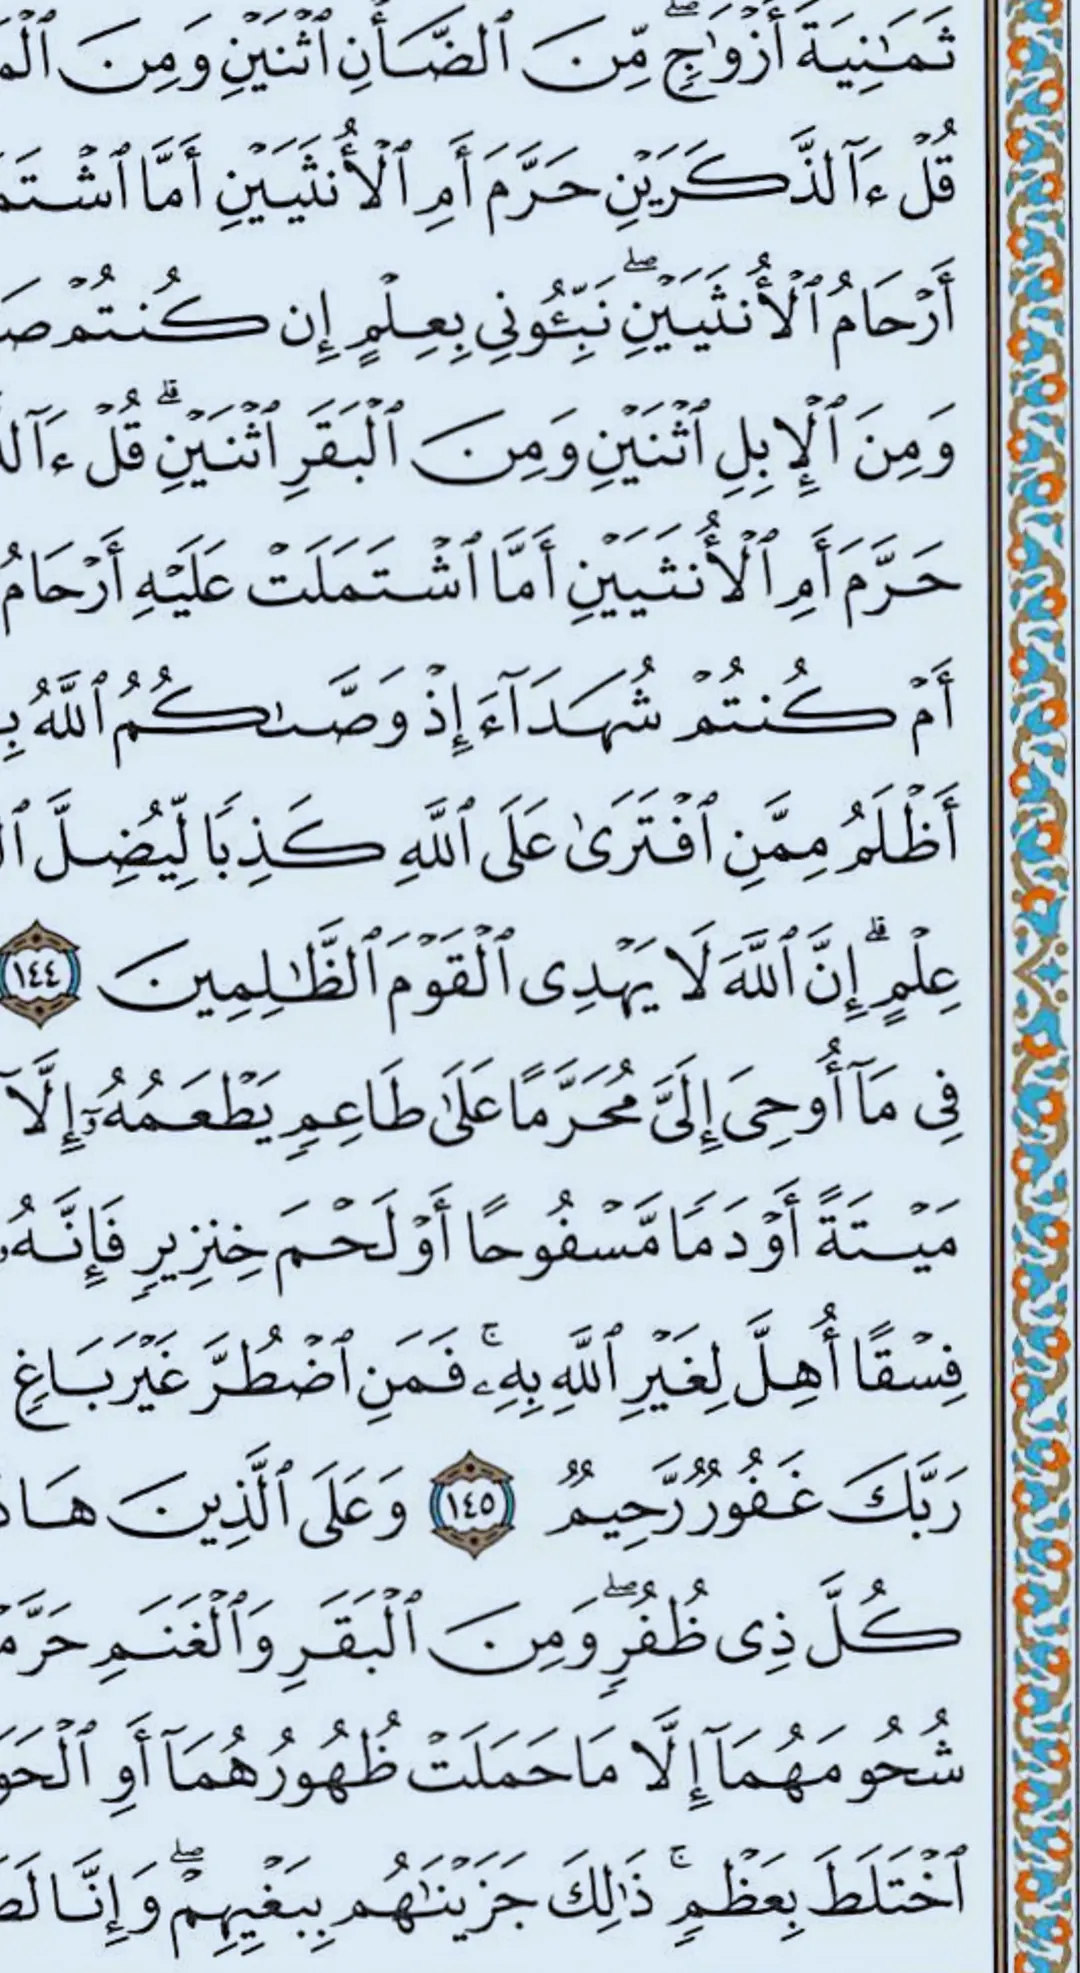 ثَمَٰنِيَةَ أَزْوَٰجٍۖ مِّنَ ٱلضَّأْنِ ٱثْنَيْنِ وَمِنَ
قُلْ ءَآلذَّكَرَيْنِ حَرَّمَ أَمِ ٱلْأُنثَيَيْنِ أَمَّا
أَرْحَامُ ٱلْأُنثَيَيْنِۖ نَبِّـُٔونِي بِعِلْمٍ إِن كُنتُمْ
وَمِنَ ٱلْإِبِلِ ٱثْنَيْنِ وَمِنَ ٱلْبَقَرِ ٱثْنَيْنِۗ قُلْ
حَرَّمَ أَمِ ٱلْأُنثَيَيْنِ أَمَّا ٱشْتَمَلَتْ عَلَيْهِ أَرْحَامُ
أَمْ كُنتُمْ شُهَدَآءَ إِذْ وَصَّىٰكُمُ ٱللَّهُ
أَظْلَمُ مِمَّنِ ٱفْتَرَىٰ عَلَى ٱللَّهِ كَذِبًا لِّيُضِلَّ
عِلْمٍۗ إِنَّ ٱللَّهَ لَا يَهْدِى ٱلْقَوْمَ ٱلظَّٰلِمِينَ ١٤٤
فِى مَآ أُوحِىَ إِلَىَّ مُحَرَّمًا عَلَىٰ طَاعِمٍ يَطْعَمُهُۥٓ إِلَّآ
مَيْتَةً أَوْ دَمًا مَّسْفُوحًا أَوْ لَحْمَ خِنزِيرٍ فَإِنَّهُۥ
فِسْقًا أُهِلَّ لِغَيْرِ ٱللَّهِ بِهِۦۚ فَمَنِ ٱضْطُرَّ غَيْرَ بَاغٍ
رَبَّكَ غَفُورٌ رَّحِيمٌ ١٤٥ وَعَلَى ٱلَّذِينَ
كُلَّ ذِى ظُفُرٍۖ وَمِنَ ٱلْبَقَرِ وَٱلْغَنَمِ
شُحُومَهُمَآ إِلَّا مَا حَمَلَتْ ظُهُورُهُمَآ أَوِ
ٱخْتَلَطَ بِعَظْمٍۚ ذَٰلِكَ جَزَيْنَٰهُم بِبَغْيِهِمْۖ وَإِنَّا